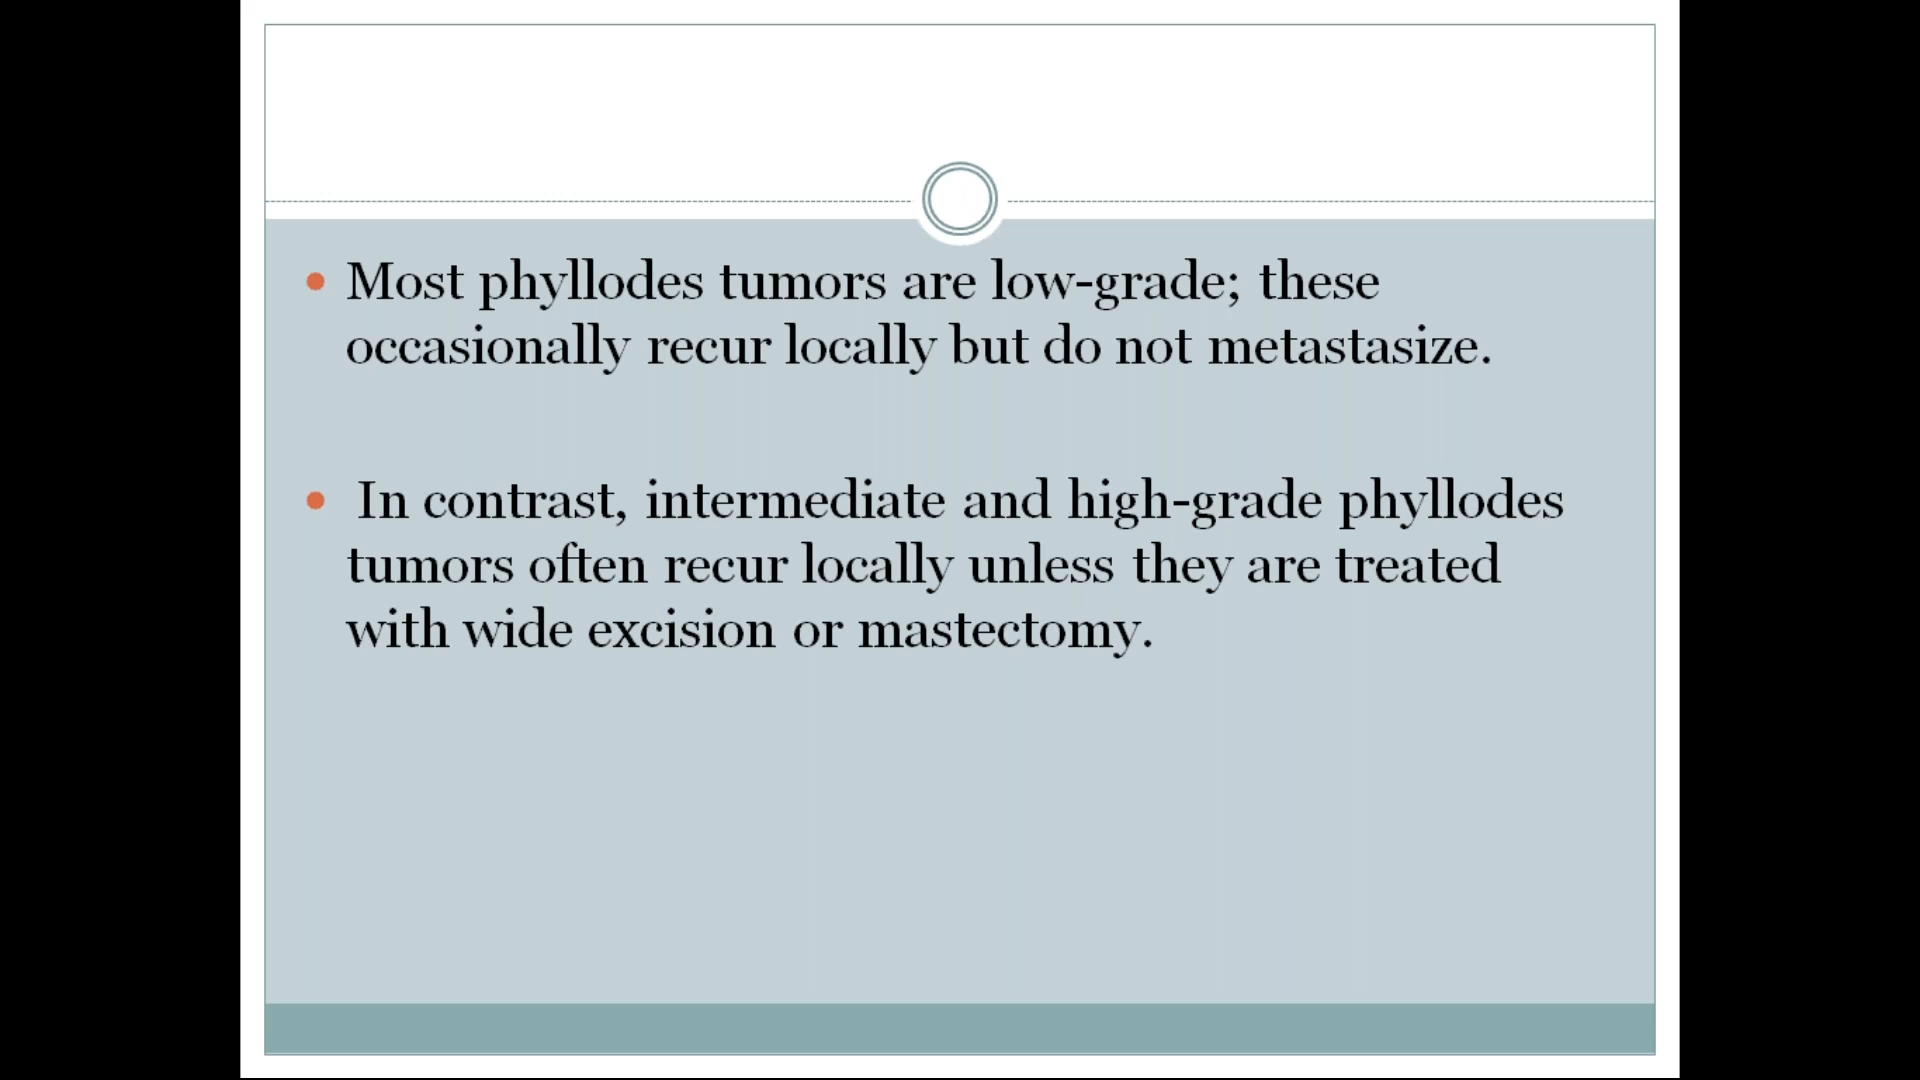 • Most phyllodes tumors are low-grade; these
occasionally recur locally but do not metastasize.
• In contrast, intermediate and high-grade phyllodes
tumors often recur locally unless they are treated
with wide excision or mastectomy.